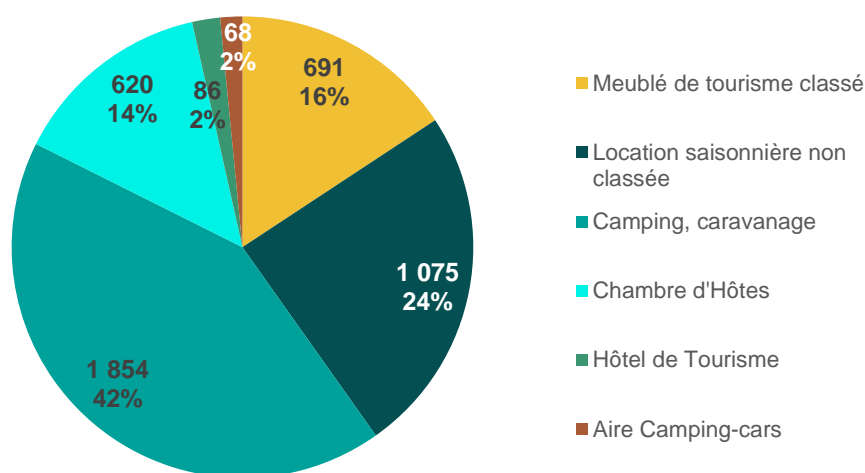 68
2%
691
16%
620
14%
86
2%
1 075
24%
1 854
42%
Meublé de tourisme classé
Location saisonnière non
classée
Camping, caravanage
Chambre d'Hôtes
Hôtel de Tourisme
Aire Camping-cars